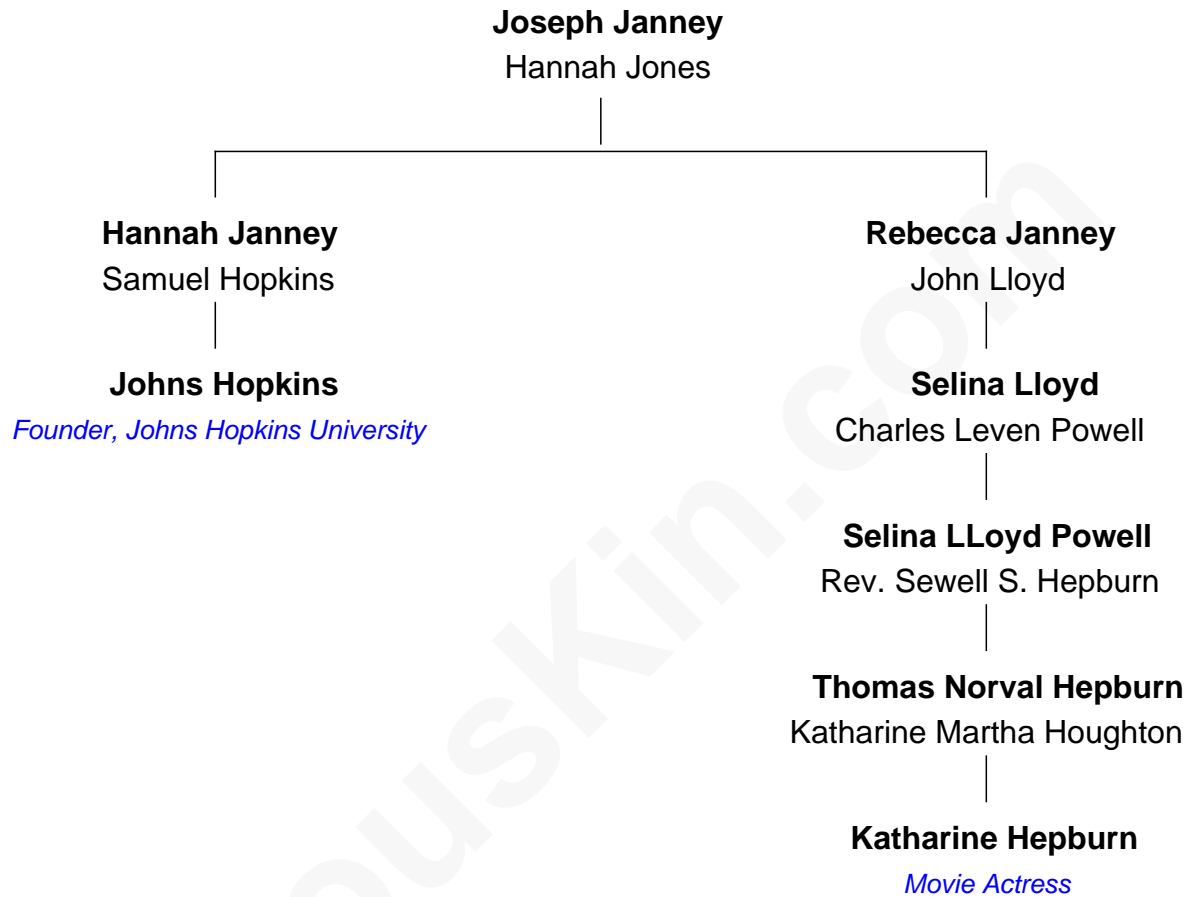 Joseph Janney
Hannah Jones
Hannah Janney
Samuel Hopkins
Johns Hopkins
Founder, Johns Hopkins University
Rebecca Janney
John Lloyd
Selina Lloyd
Charles Leven Powell
Selina LLoyd Powell
Rev. Sewell S. Hepburn
Thomas Norval Hepburn
Katharine Martha Houghton
Katharine Hepburn
Movie Actress
ousKin.com